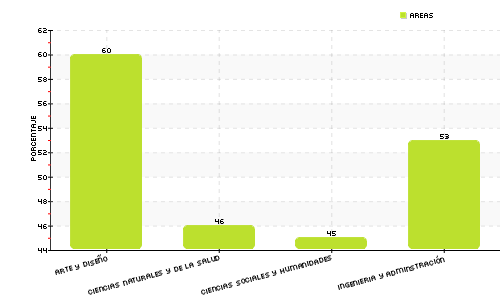 AREAS
PORCENTAJE
62
60
58
56
54
52
50
48
46
44
60
46
45
53
ARTE Y DISEÑO
CIENCIAS NATURALES Y DE LA SALUD
CIENCIAS SOCIALES Y HUMANIDADES
INGENIERIA Y ADMINSTRACIÓN